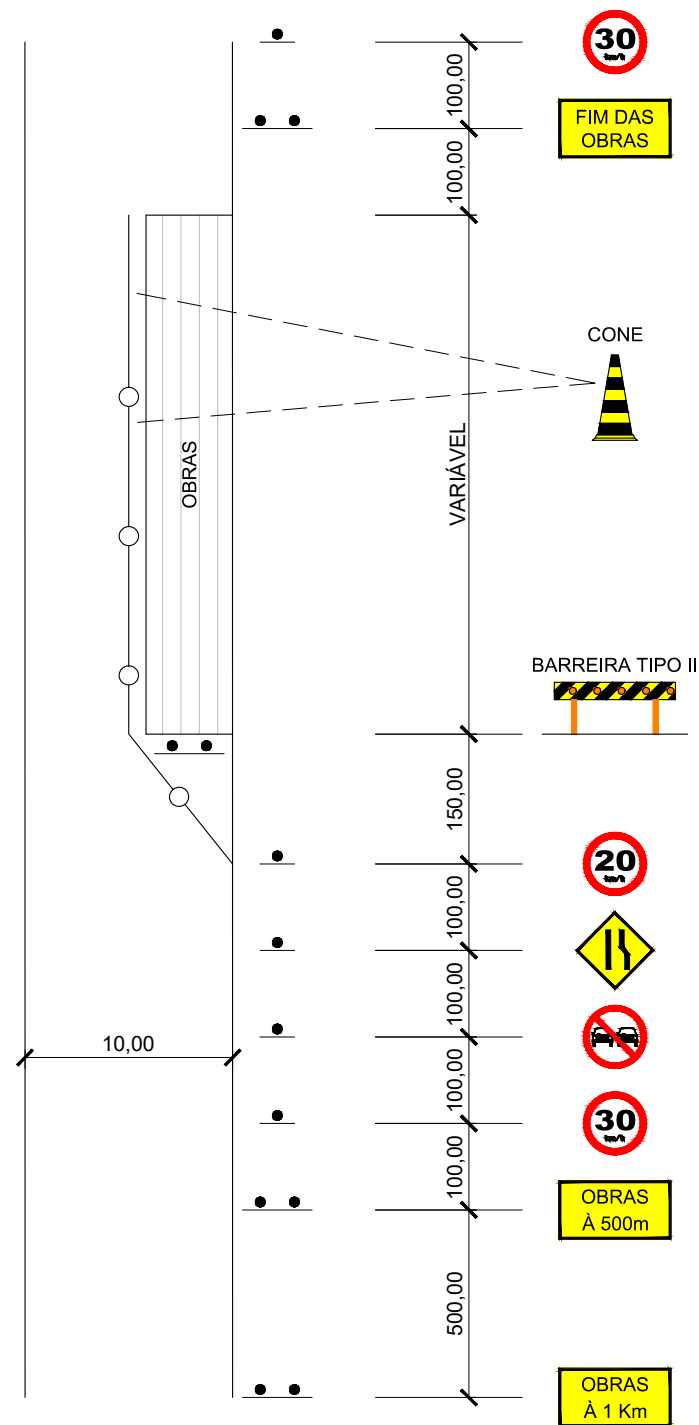 30
km/h
100,00
FIM DAS
OBRAS
100,00
CONE
OBRAS
VARIÁVEL
BARREIRA TIPO II
150,00
20
km/h
100,00
100,00
10,00
100,00
30
km/h
100,00
OBRAS
À 500m
500,00
OBRAS
À 1 Km